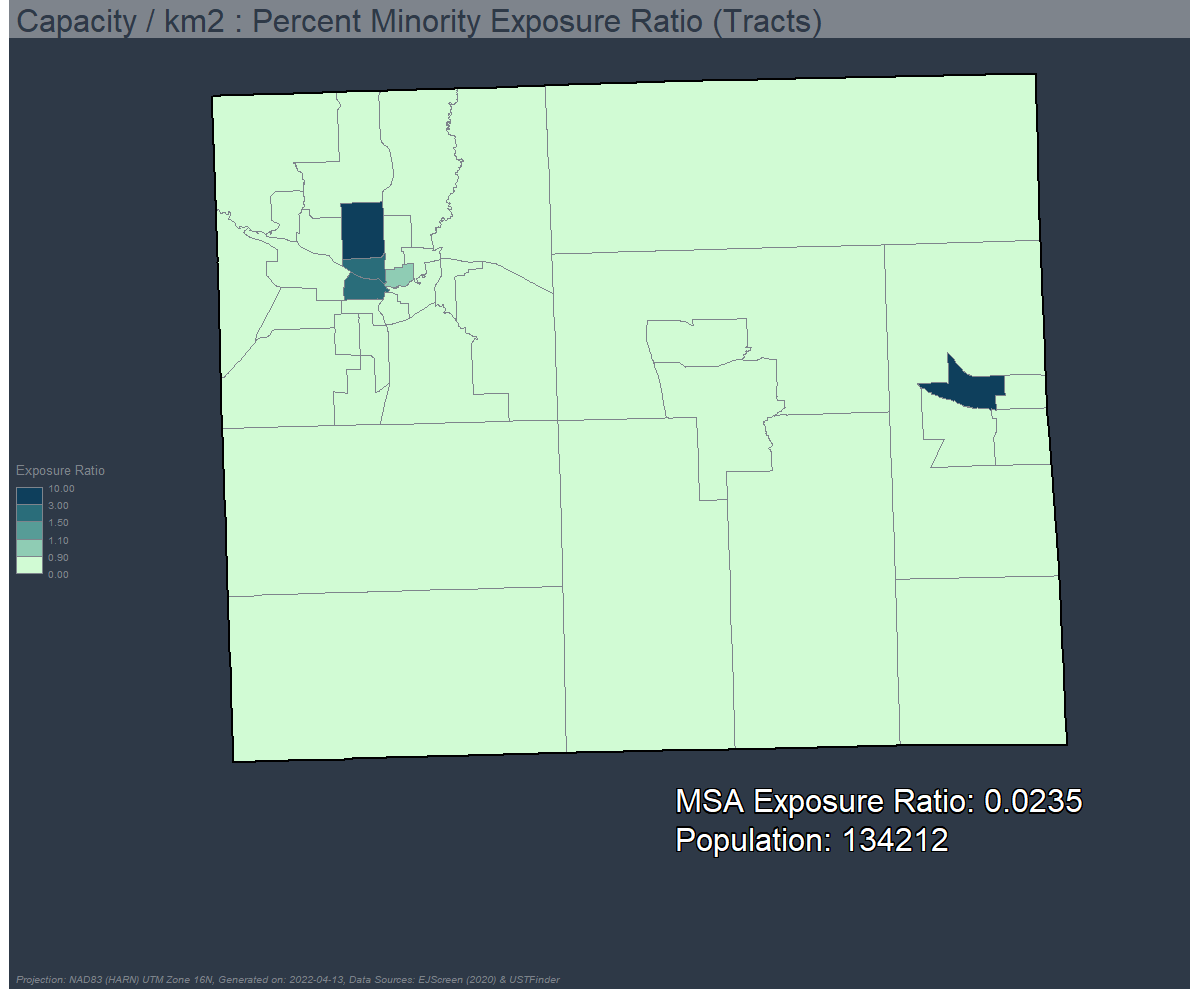 Capacity / km2 : Percent Minority Exposure Ratio (Tracts)
Exposure Ratio
10.00
3.00
1.50
1.10
0.90
0.00
MSA Exposure Ratio: 0.0235
Population: 134212
Projection: NAD83 (HARN) UTM Zone 16N, Generated on: 2022-04-13, Data Sources: EJScreen (2020) & USTFinder